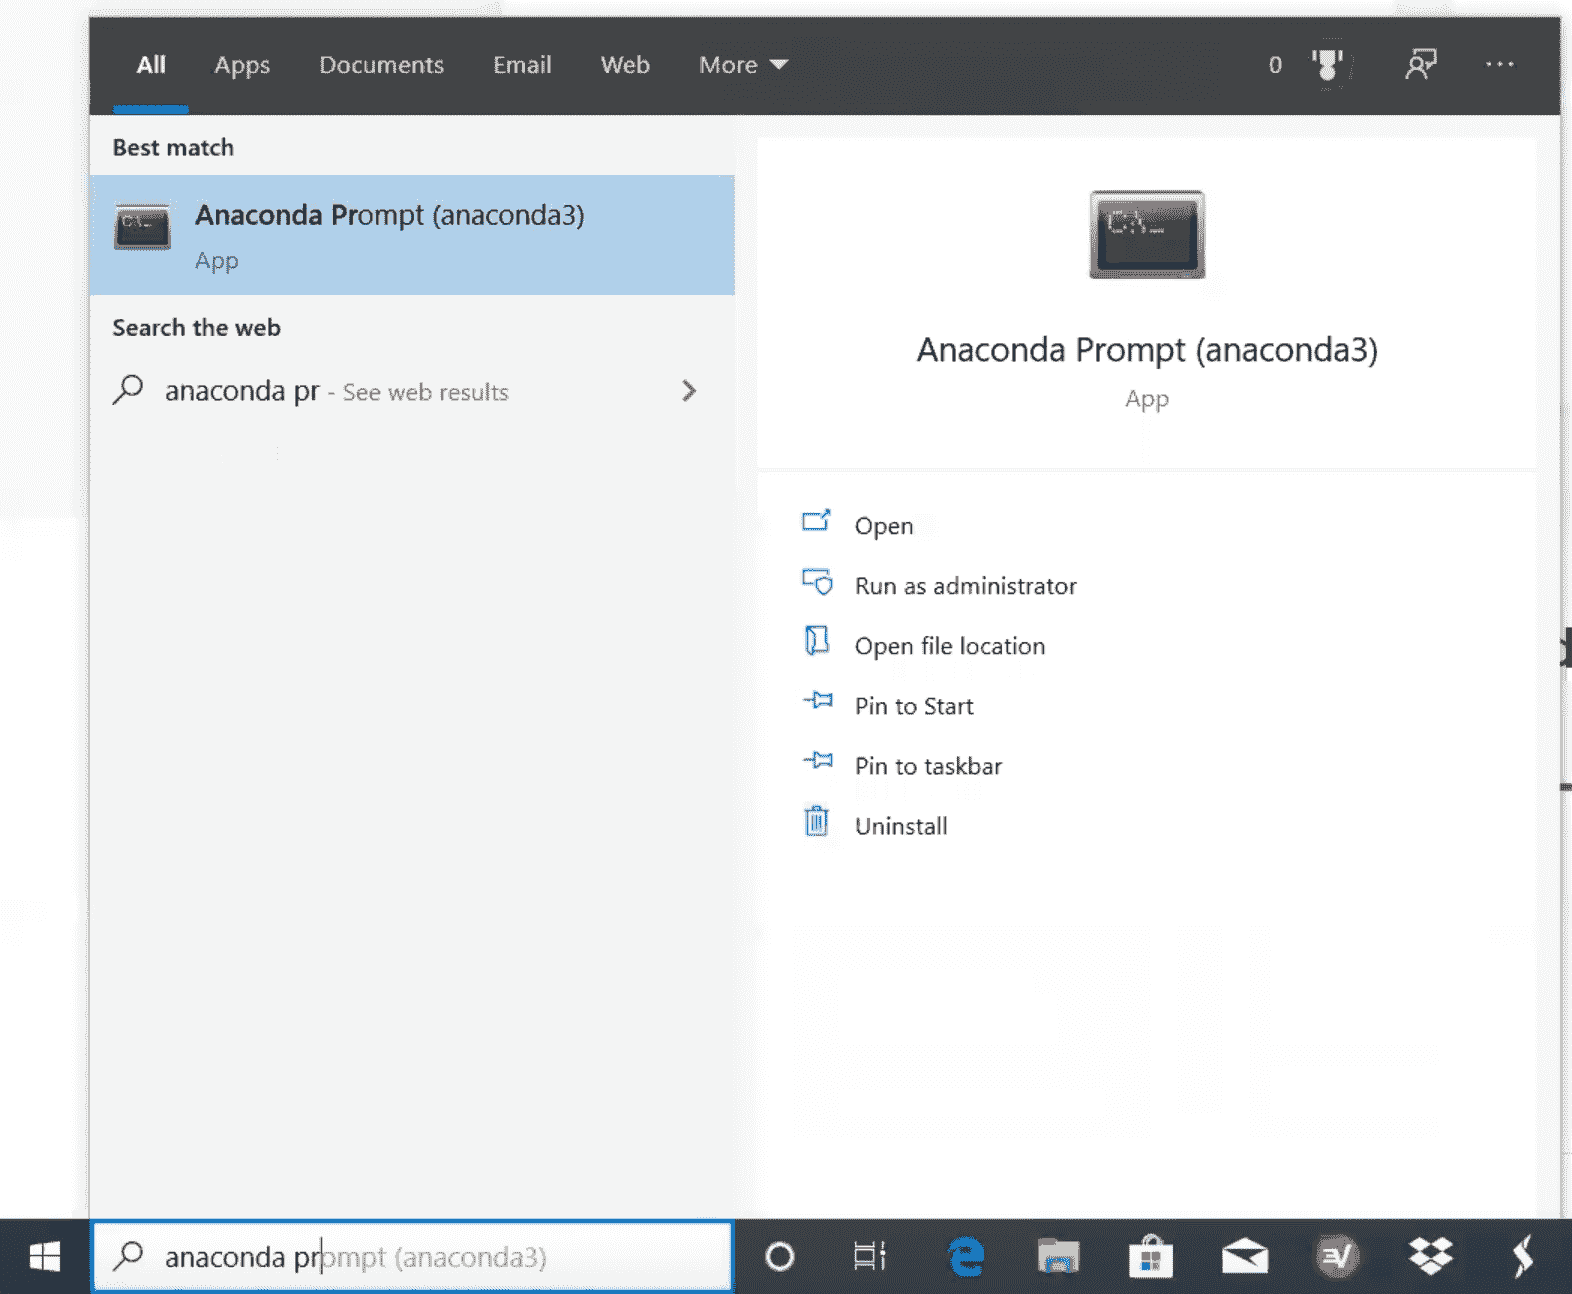 All Apps Documents Email Web More 0 ...
Best match
Anaconda Prompt (anaconda3)
App
Search the web
anaconda pr - See web results
C:\_
Anaconda Prompt (anaconda3)
App
Open
Run as administrator
Open file location
Pin to Start
Pin to taskbar
Uninstall
anaconda prompt (anaconda3)